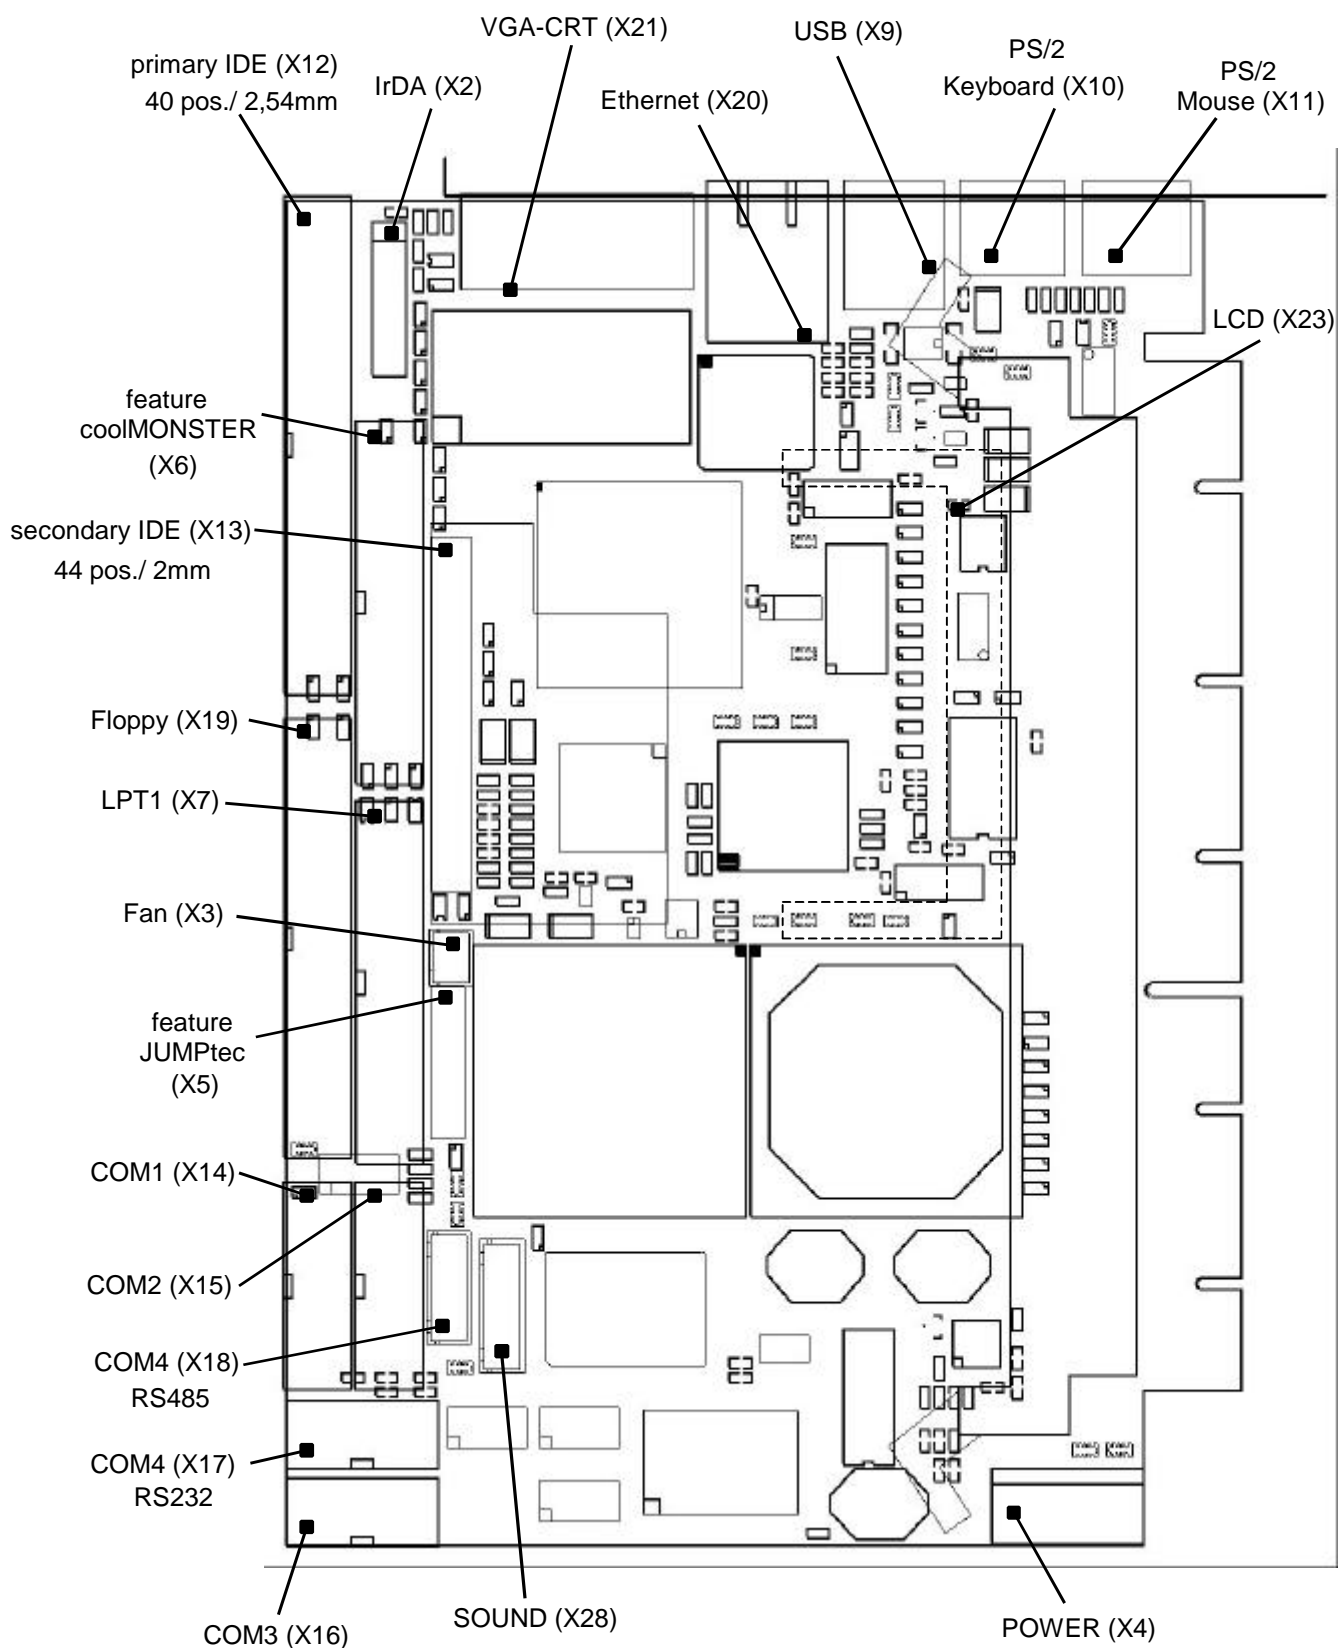 VGA-CRT (X21)
USB (X9)
primary IDE (X12)
40 pos./ 2,54mm
IrDA (X2)
Ethernet (X20)
PS/2
Keyboard (X10)
PS/2
Mouse (X11)
LCD (X23)
feature
coolMONSTER
(X6)
secondary IDE (X13)
44 pos./ 2mm
Floppy (X19)
LPT1 (X7)
Fan (X3)
feature
JUMPtec
(X5)
COM1 (X14)
COM2 (X15)
COM4 (X18)
RS485
COM4 (X17)
RS232
COM3 (X16)
SOUND (X28)
POWER (X4)